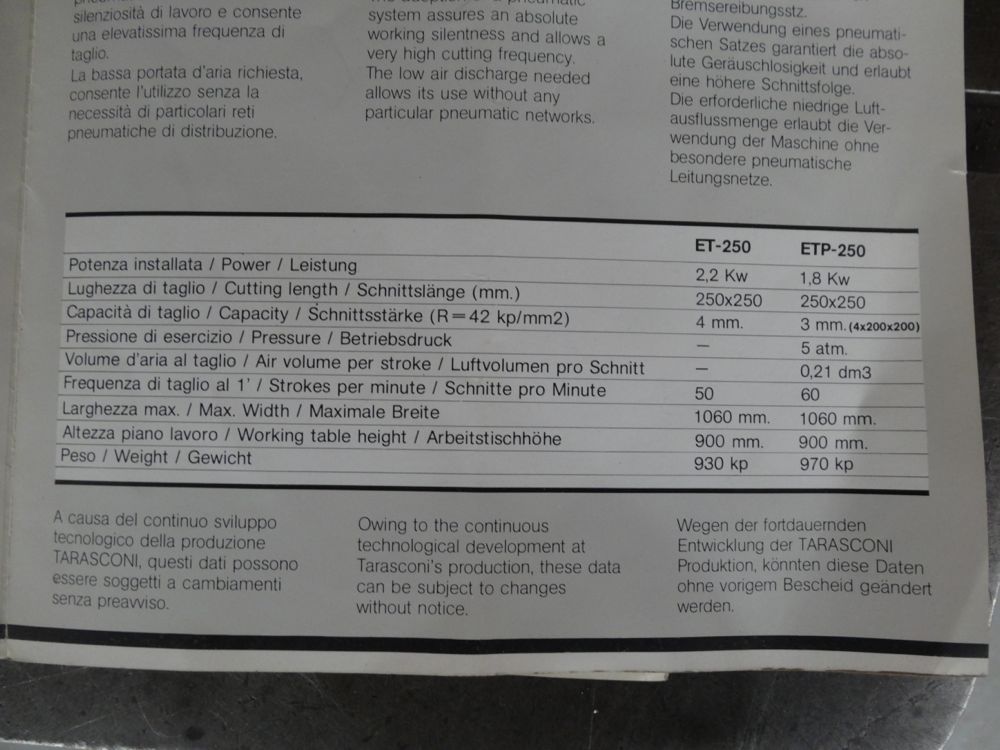 silenziosità di lavoro e consente
una elevatissima frequenza di
taglio.
La bassa portata d'aria richiesta,
consente l'utilizzo senza la
necessità di particolari reti
pneumatiche di distribuzione.
system assures an absolute
working silentness and allows a
very high cutting frequency.
The low air discharge needed
allows its use without any
particular pneumatic networks.
Bremsereibungsstz.
Die Verwendung eines pneumati-
schen Satzes garantiert die abso-
lute Geräuschlosigkeit und erlaubt
eine höhere Schnittsfolge.
Die erforderliche niedrige Luft-
ausflussmenge erlaubt die Ver-
wendung der Maschine ohne
besondere pneumatische
Leitungsnetze.
ET-250 ETP-250
Potenza installata / Power / Leistung 2,2 Kw 1,8 Kw
Lughezza di taglio / Cutting length / Schnittslänge (mm.) 250x250 250x250
Capacità di taglio / Capacity / Schnittsstärke (R=42 kp/mm2) 4 mm. 3 mm. (4x200x200)
Pressione di esercizio / Pressure / Betriebsdruck — 5 atm.
Volume d'aria al taglio / Air volume per stroke / Luftvolumen pro Schnitt — 0,21 dm3
Frequenza di taglio al 1' / Strokes per minute / Schnitte pro Minute 50 60
Larghezza max. / Max. Width / Maximale Breite 1060 mm. 1060 mm.
Altezza piano lavoro / Working table height / Arbeitstischhöhe 900 mm. 900 mm.
Peso / Weight / Gewicht 930 kp 970 kp
A causa del continuo sviluppo
tecnologico della produzione
TARASCONI, questi dati possono
essere soggetti a cambiamenti
senza preavviso.
Owing to the continuous
technological development at
Tarasconi's production, these data
can be subject to changes
without notice.
Wegen der fortdauernden
Entwicklung der TARASCONI
Produktion, könnten diese Daten
ohne vorigem Bescheid geändert
werden.